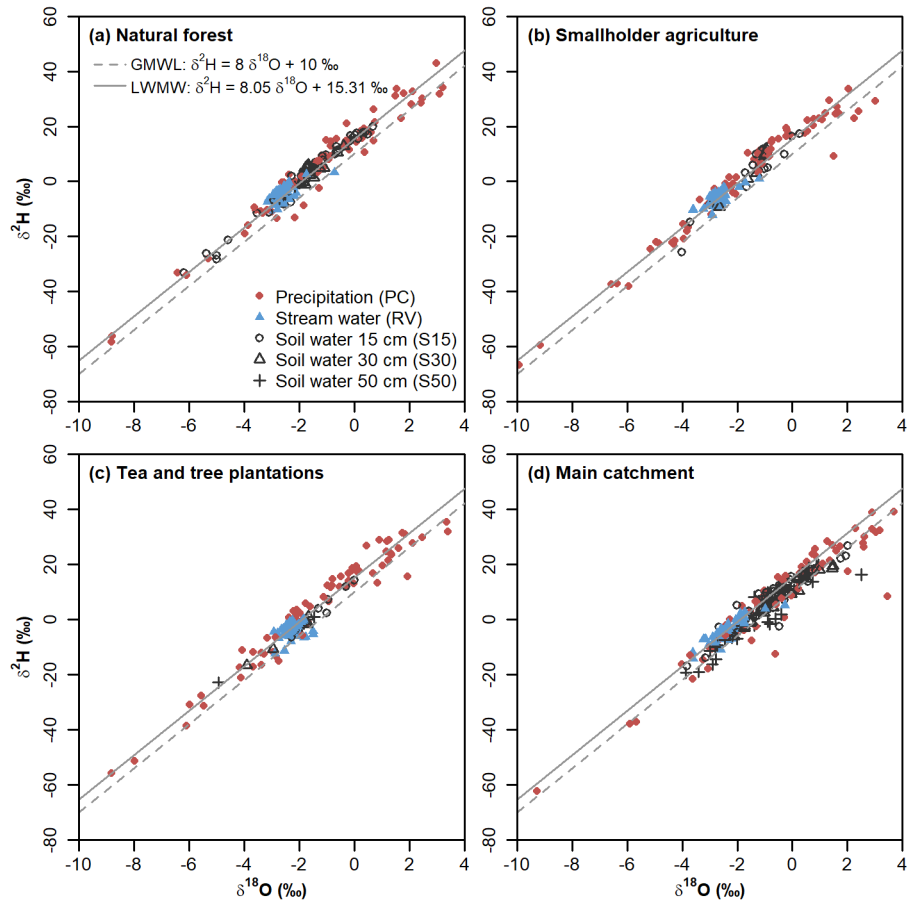 (a) Natural forest
GMWL: δ²H = 8 δ¹⁸O + 10 ‰
LWMW: δ²H = 8.05 δ¹⁸O + 15.31 ‰
Precipitation (PC)
Stream water (RV)
Soil water 15 cm (S15)
Soil water 30 cm (S30)
Soil water 50 cm (S50)
60
40
20
0
-20
-40
-60
-80
δ²H (‰)
-10 -8 -6 -4 -2 0 2 4
(b) Smallholder agriculture
60
40
20
0
-20
-40
-60
-80
-10 -8 -6 -4 -2 0 2 4
(c) Tea and tree plantations
60
40
20
0
-20
-40
-60
-80
δ²H (‰)
-10 -8 -6 -4 -2 0 2 4
δ¹⁸O (‰)
(d) Main catchment
60
40
20
0
-20
-40
-60
-80
-10 -8 -6 -4 -2 0 2 4
δ¹⁸O (‰)